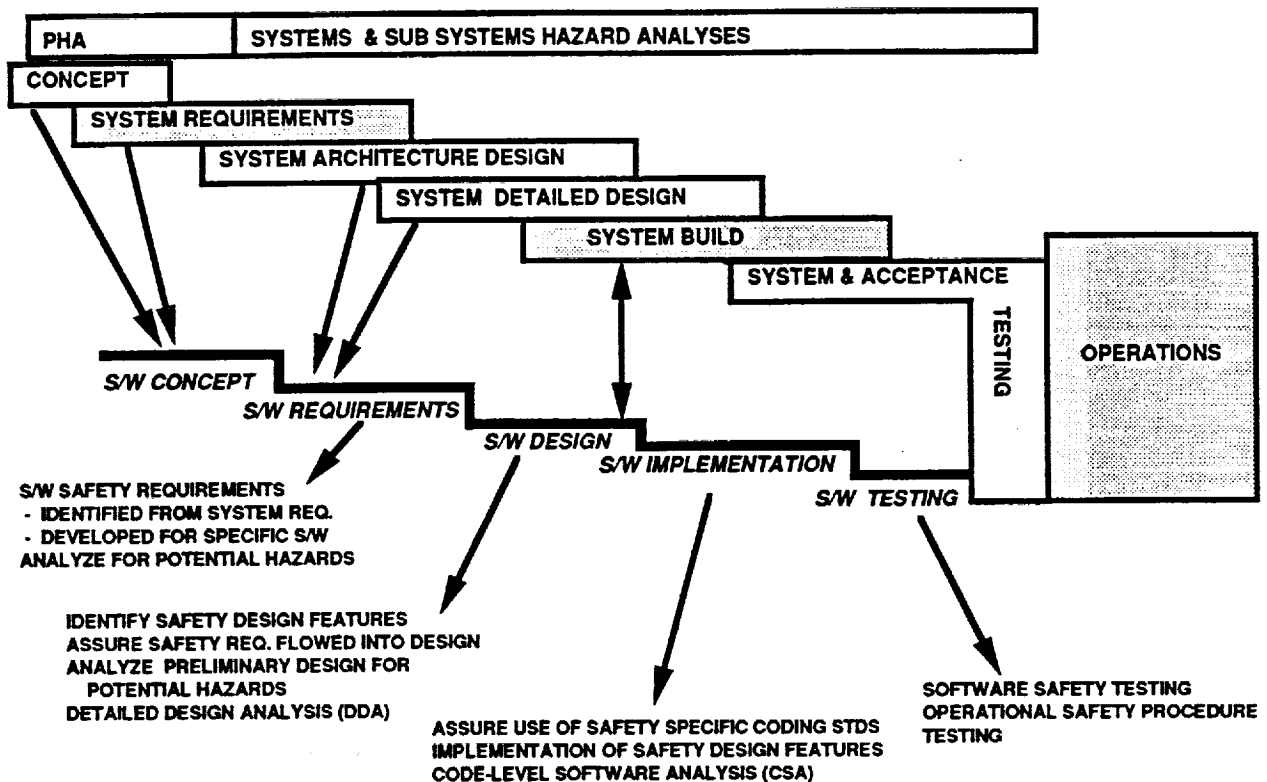 PHA
SYSTEMS & SUB SYSTEMS HAZARD ANALYSES
CONCEPT
SYSTEM REQUIREMENTS
SYSTEM ARCHITECTURE DESIGN
SYSTEM DETAILED DESIGN
SYSTEM BUILD
SYSTEM & ACCEPTANCE
TESTING
OPERATIONS
S/W CONCEPT
S/W REQUIREMENTS
S/W DESIGN
S/W IMPLEMENTATION
S/W TESTING
S/W SAFETY REQUIREMENTS
- IDENTIFIED FROM SYSTEM REQ.
- DEVELOPED FOR SPECIFIC S/W
ANALYZE FOR POTENTIAL HAZARDS
IDENTIFY SAFETY DESIGN FEATURES
ASSURE SAFETY REQ. FLOWED INTO DESIGN
ANALYZE PRELIMINARY DESIGN FOR
POTENTIAL HAZARDS
DETAILED DESIGN ANALYSIS (DDA)
ASSURE USE OF SAFETY SPECIFIC CODING STDS
IMPLEMENTATION OF SAFETY DESIGN FEATURES
CODE-LEVEL SOFTWARE ANALYSIS (CSA)
SOFTWARE SAFETY TESTING
OPERATIONAL SAFETY PROCEDURE
TESTING